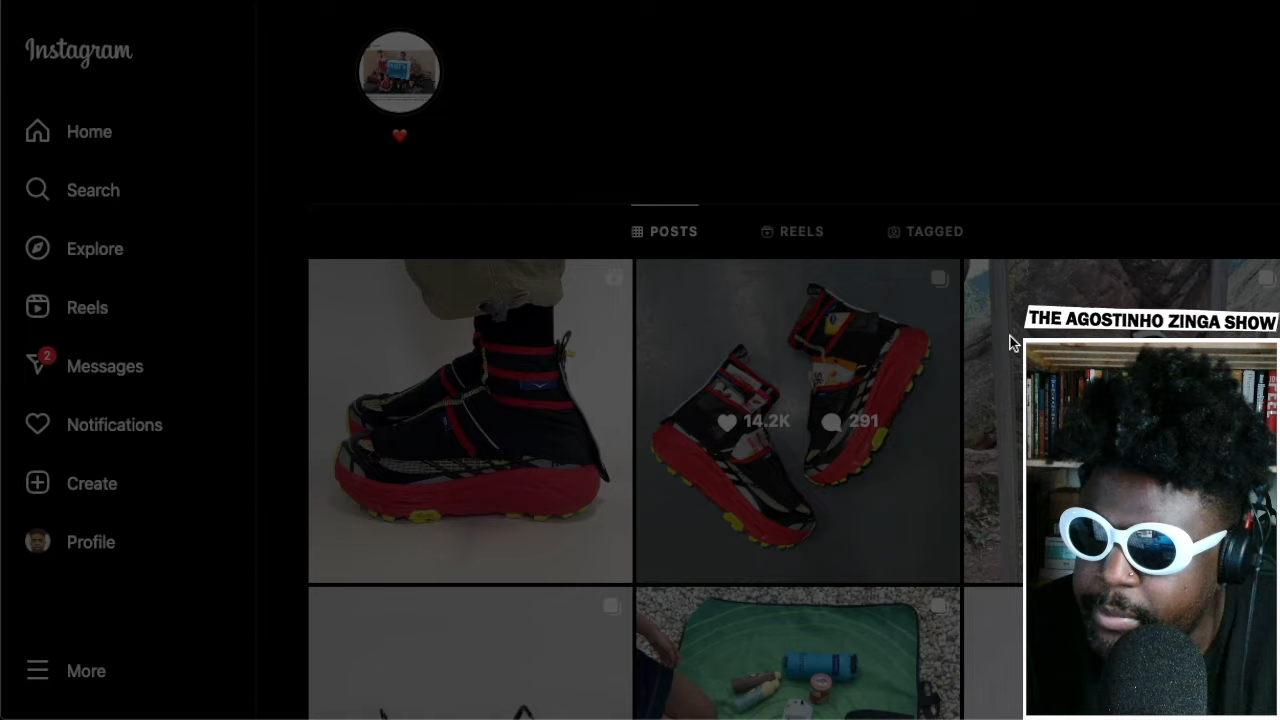 Instagram
Home
Search
Explore
Reels
2
Messages
Notifications
Create
Profile
More
❤️
POSTS
REELS
TAGGED
14.2K
291
THE AGOSTINHO ZINGA SHOW